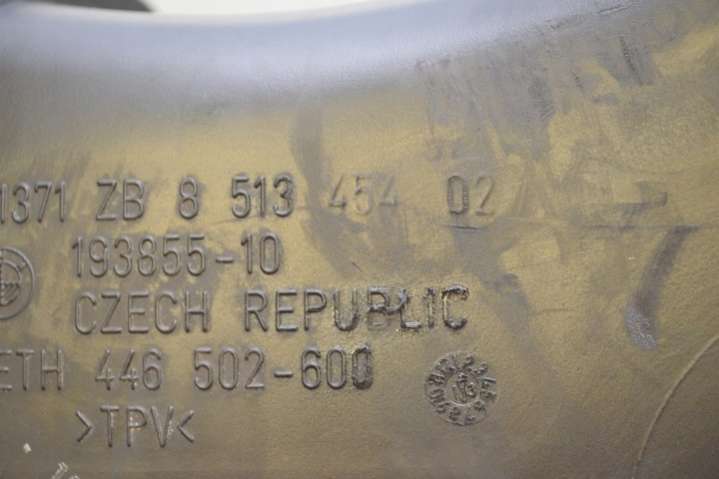 1371 ZB 8 513 454 02
193855-10
CZECH REPUBLIC
ETH 446 502-600
>TPV<